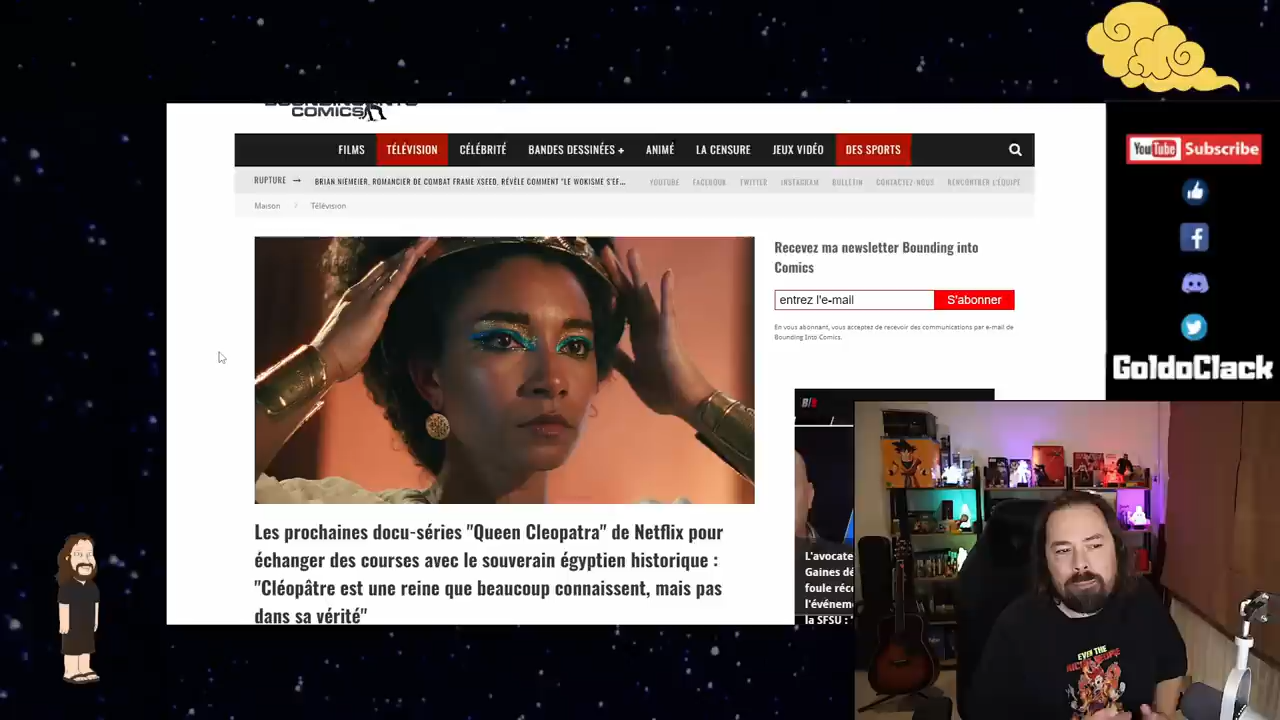 BOUNDING INTO
COMICS
FILMS TÉLÉVISION CÉLÉBRITÉ BANDES DESSINÉES + ANIMÉ LA CENSURE JEUX VIDÉO DES SPORTS
RUPTURE → BRIAN NIEMEIER, ROMANCIER DE COMBAT FRAME XSEED, RÉVÈLE COMMENT "LE WOKISME S'EF... YOUTUBE FACEBOOK TWITTER INSTAGRAM BULLETIN CONTACTEZ-NOUS RENCONTRER L'ÉQUIPE
Maison > Télévision
YouTube Subscribe
Recevez ma newsletter Bounding into
Comics
entrez l'e-mail S'abonner
En vous abonnant, vous acceptez de recevoir des communications par e-mail de
Bounding Into Comics.
GoldoClack
Les prochaines docu-séries "Queen Cleopatra" de Netflix pour
échanger des courses avec le souverain égyptien historique :
"Cléopâtre est une reine que beaucoup connaissent, mais pas
dans sa vérité"
L'avocate
Gaines dé
foule réc
l'événem
la SFSU : "
EVEN THE